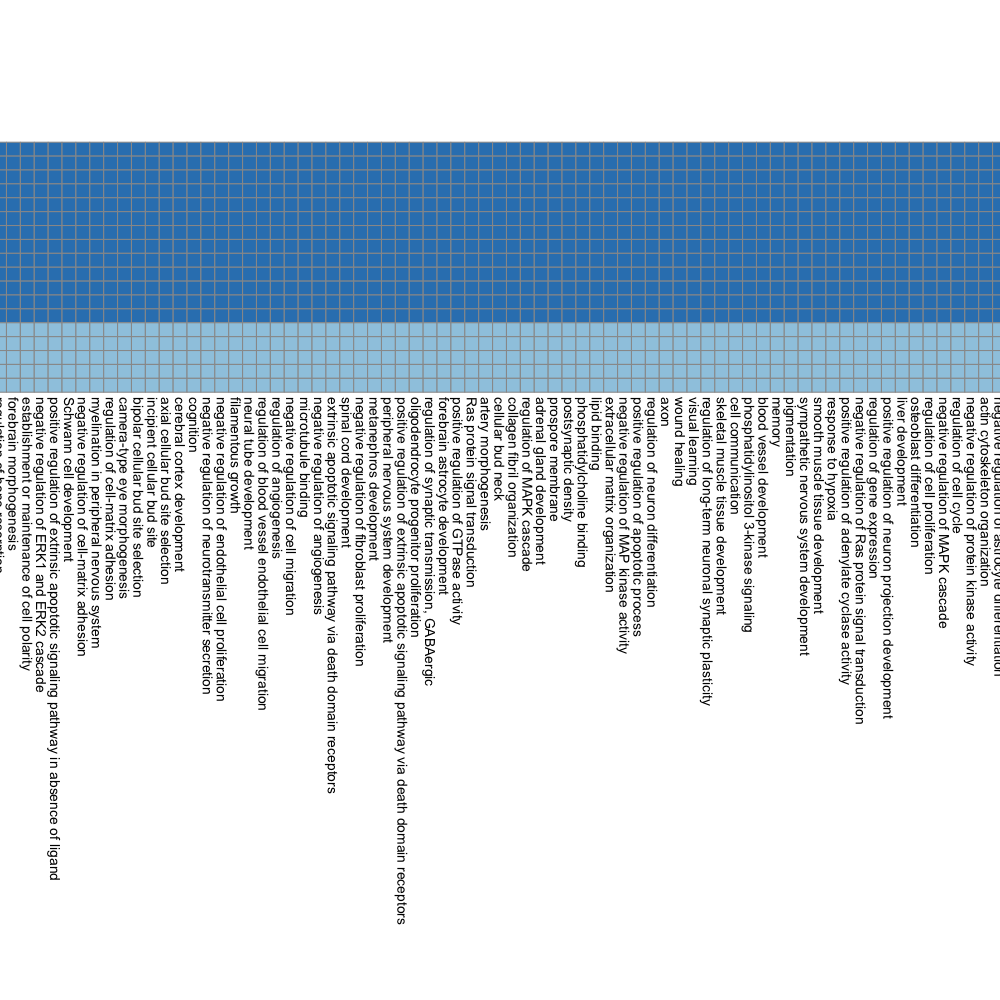 forebrain morphogenesis
establishment or maintenance of cell polarity
negative regulation of ERK1 and ERK2 cascade
positive regulation of extrinsic apoptotic signaling pathway in absence of ligand
Schwann cell development
negative regulation of cell-matrix adhesion
myelination in peripheral nervous system
regulation of cell-matrix adhesion
camera-type eye morphogenesis
bipolar cellular bud site selection
incipient cellular bud site
axial cellular bud site selection
cerebral cortex development
cognition
negative regulation of neurotransmitter secretion
negative regulation of endothelial cell proliferation
filamentous growth
neural tube development
regulation of blood vessel endothelial cell migration
regulation of angiogenesis
negative regulation of cell migration
microtubule binding
negative regulation of angiogenesis
extrinsic apoptotic signaling pathway via death domain receptors
spinal cord development
negative regulation of fibroblast proliferation
metanephros development
peripheral nervous system development
positive regulation of extrinsic apoptotic signaling pathway via death domain receptors
oligodendrocyte progenitor proliferation
regulation of synaptic transmission, GABAergic
forebrain astrocyte development
positive regulation of GTPase activity
Ras protein signal transduction
artery morphogenesis
cellular bud neck
collagen fibril organization
regulation of MAPK cascade
adrenal gland development
prospore membrane
postsynaptic density
phosphatidylcholine binding
lipid binding
extracellular matrix organization
negative regulation of MAP kinase activity
positive regulation of apoptotic process
regulation of neuron differentiation
axon
wound healing
visual learning
regulation of long-term neuronal synaptic plasticity
skeletal muscle tissue development
cell communication
phosphatidylinositol 3-kinase signaling
blood vessel development
memory
pigmentation
sympathetic nervous system development
smooth muscle tissue development
response to hypoxia
positive regulation of adenylate cyclase activity
negative regulation of Ras protein signal transduction
regulation of gene expression
positive regulation of neuron projection development
liver development
osteoblast differentiation
regulation of cell proliferation
negative regulation of MAPK cascade
regulation of cell cycle
negative regulation of protein kinase activity
actin cytoskeleton organization
negative regulation of astrocyte differentiation